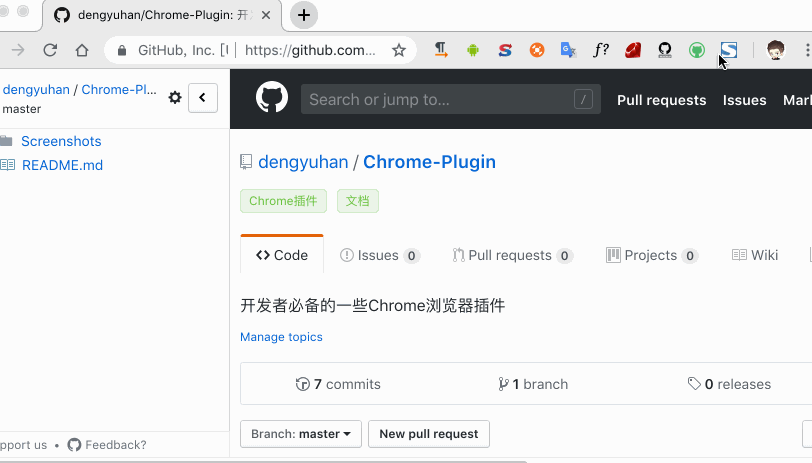 dengyuhan/Chrome-Plugin: 开
GitHub, Inc. [ https://github.com...
f?
dengyuhan / Chrome-Pl...
master
Screenshots
README.md
pport us • Feedback?
Search or jump to... /
Pull requests Issues Mar
dengyuhan / Chrome-Plugin
Chrome插件 文档
Code Issues 0 Pull requests 0 Projects 0 Wiki
开发者必备的一些Chrome浏览器插件
Manage topics
7 commits 1 branch 0 releases
Branch: master New pull request